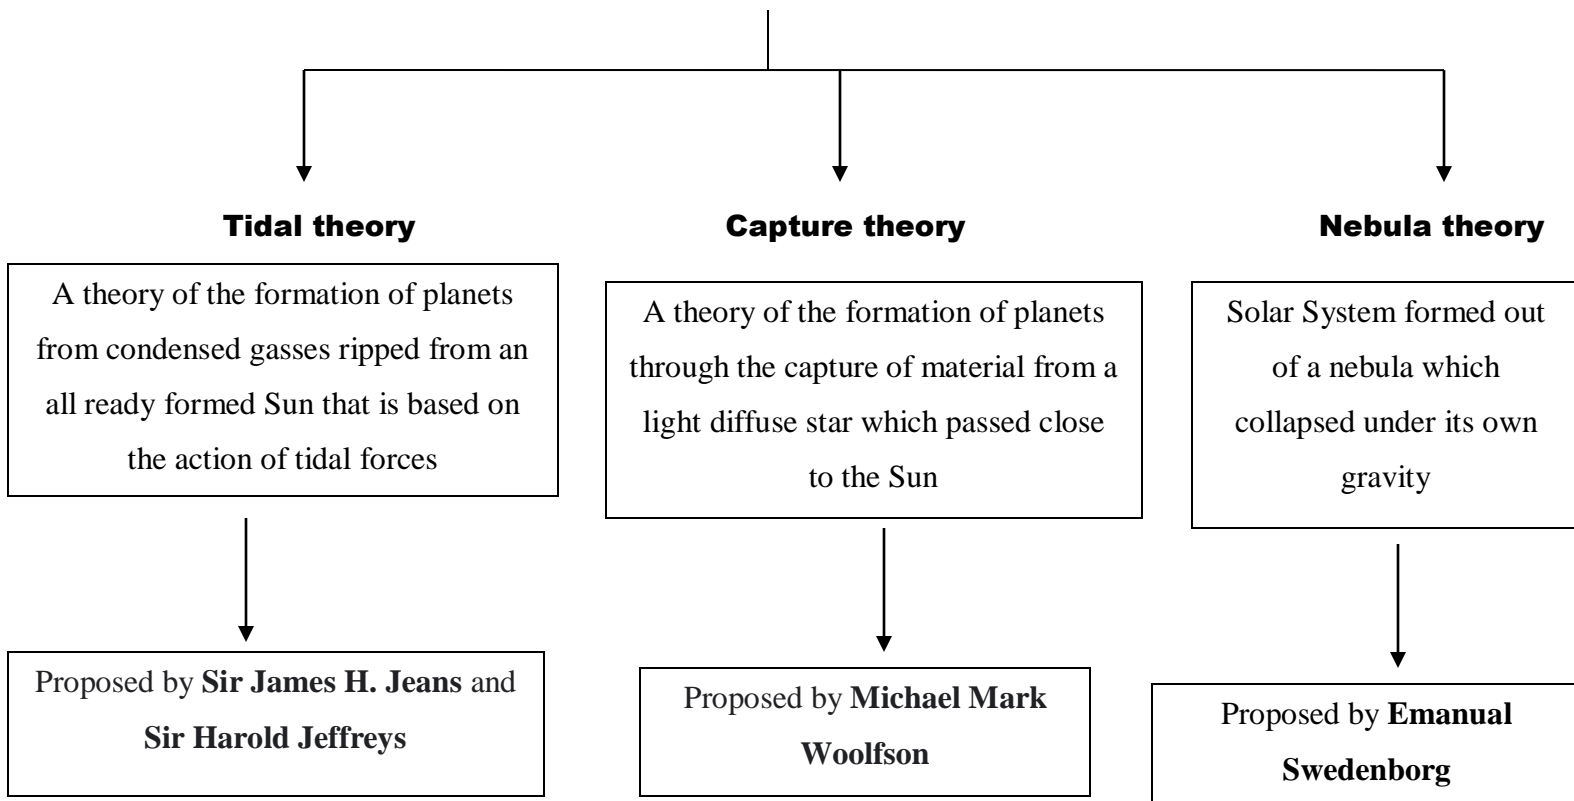 Tidal theory
A theory of the formation of planets
from condensed gasses ripped from an
all ready formed Sun that is based on
the action of tidal forces
Proposed by Sir James H. Jeans and
Sir Harold Jeffreys
Capture theory
A theory of the formation of planets
through the capture of material from a
light diffuse star which passed close
to the Sun
Proposed by Michael Mark
Woolfson
Nebula theory
Solar System formed out
of a nebula which
collapsed under its own
gravity
Proposed by Emanual
Swedenborg